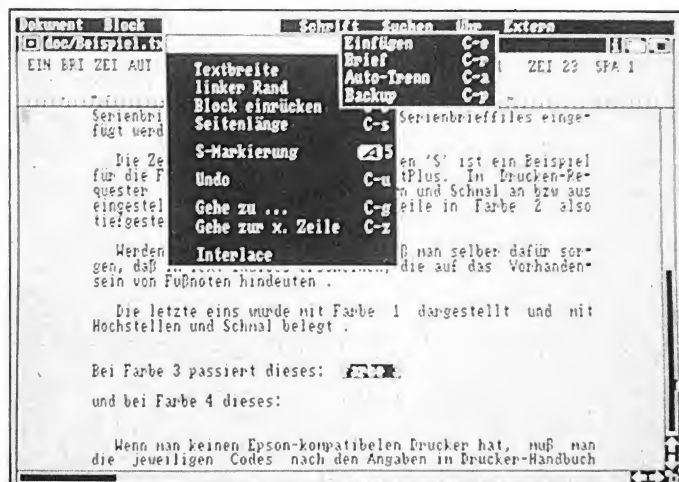 Dokument Block Schrift Suchen Uhr Extern
doc/Beispiel.tx
EIN BRI ZEI AUT ZEI 23 SPA 1
Einfügen C-e
Brief C-r
Auto-Trenn C-a
Backup C-p
Textbreite
linker Rand
Block einrücken
Seitenlänge C-s
S-Markierung 5
Undo C-u
Gehe zu ... C-g
Gehe zur x. Zeile C-z
Interlace
Serienbri Serienbrieffiles einge-
fügt werd
Die Ze en 'S' ist ein Beispiel
für die F tPlus. Im Drucken-Re-
quester n und Schmal an bzw aus
eingestel eile in Farbe 2 also
tiefgeste
Werden ß man selber dafür sor-
gen, daß die auf das Vorhanden-
sein von Fußnoten hindeuten .
Die letzte eins wurde mit Farbe 1 dargestellt und mit
Hochstellen und Schmal belegt .
Bei Farbe 3 passiert dieses: Farbe
und bei Farbe 4 dieses:
Wenn man keinen Epson-kompatibelen Drucker hat, muß man
die jeweiligen Codes nach den Angaben im Drucker-Handbuch